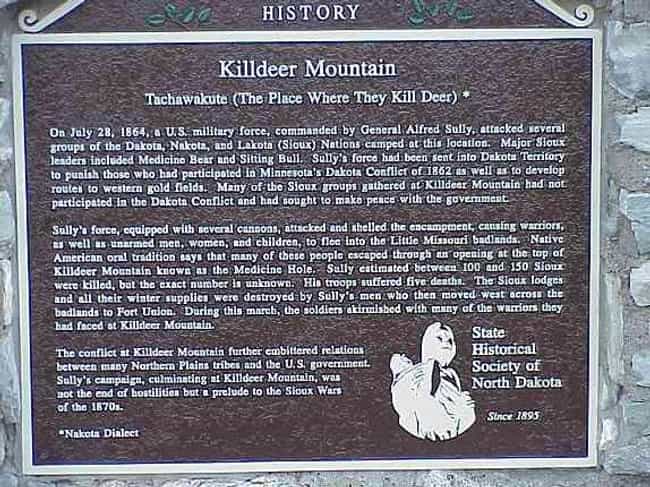 HISTORY
Killdeer Mountain
Tachawakute (The Place Where They Kill Deer) *
On July 28, 1864, a U.S. military force, commanded by General Alfred Sully, attacked several
groups of the Dakota, Nakota, and Lakota (Sioux) Nations camped at this location. Major Sioux
leaders included Medicine Bear and Sitting Bull. Sully's force had been sent into Dakota Territory
to punish those who had participated in Minnesota's Dakota Conflict of 1862 as well as to develop
routes to western gold fields. Many of the Sioux groups gathered at Killdeer Mountain had not
participated in the Dakota Conflict and had sought to make peace with the government.
Sully's force, equipped with several cannons, attacked and shelled the encampment, causing warriors,
as well as unarmed men, women, and children, to flee into the Little Missouri badlands. Native
American oral tradition says that many of these people escaped through an opening at the top of
Killdeer Mountain known as the Medicine Hole. Sully estimated between 100 and 150 Sioux
were killed, but the exact number is unknown. His troops suffered five deaths. The Sioux lodges
and all their winter supplies were destroyed by Sully's men who then moved west across the
badlands to Fort Union. During this march, the soldiers skirmished with many of the warriors they
had faced at Killdeer Mountain.
The conflict at Killdeer Mountain further embittered relations
between many Northern Plains tribes and the U.S. government.
Sully's campaign, culminating at Killdeer Mountain, was
not the end of hostilities but a prelude to the Sioux Wars
of the 1870s.
*Nakota Dialect
State
Historical
Society of
North Dakota
Since 1895